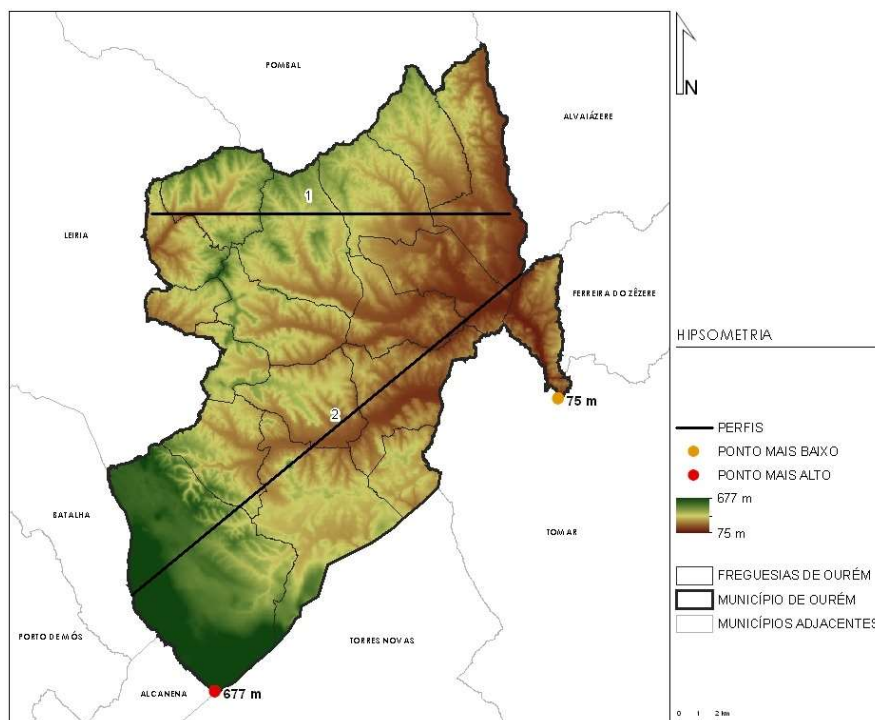 POMBAL
N
ALVAIÁZERE
1
LEIRIA
FERREIRA DO ZÊZERE
HIPSOMETRIA
75 m
2
PERFIS
PONTO MAIS BAIXO
PONTO MAIS ALTO
677 m
75 m
BATALHA
TOMAR
FREGUESIAS DE OURÉM
MUNICÍPIO DE OURÉM
MUNICÍPIOS ADJACENTES
PORTO DE MÓS
TORRES NOVAS
ALCANENA
677 m
0 1 2 km